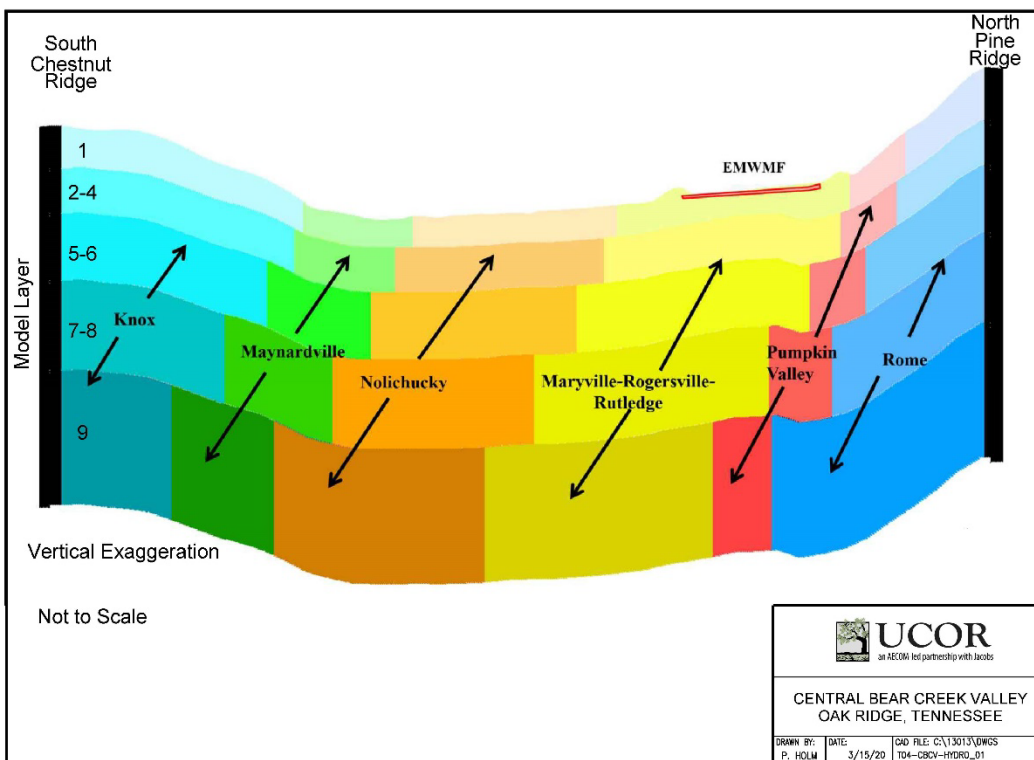 South
Chestnut
Ridge
North
Pine
Ridge
Model Layer
1
2-4
5-6
7-8
9
EMWMF
Knox
Maynardville
Nolichucky
Maryville-Rogersville-
Rutledge
Pumpkin
Valley
Rome
Vertical Exaggeration
Not to Scale
UCOR
an AECOM-led partnership with Jacobs
CENTRAL BEAR CREEK VALLEY
OAK RIDGE, TENNESSEE
DRAWN BY:
P. HOLM
DATE:
3/15/20
CAD FILE: C:\13013\DWGS
T04-CBCV-HYDRO_01